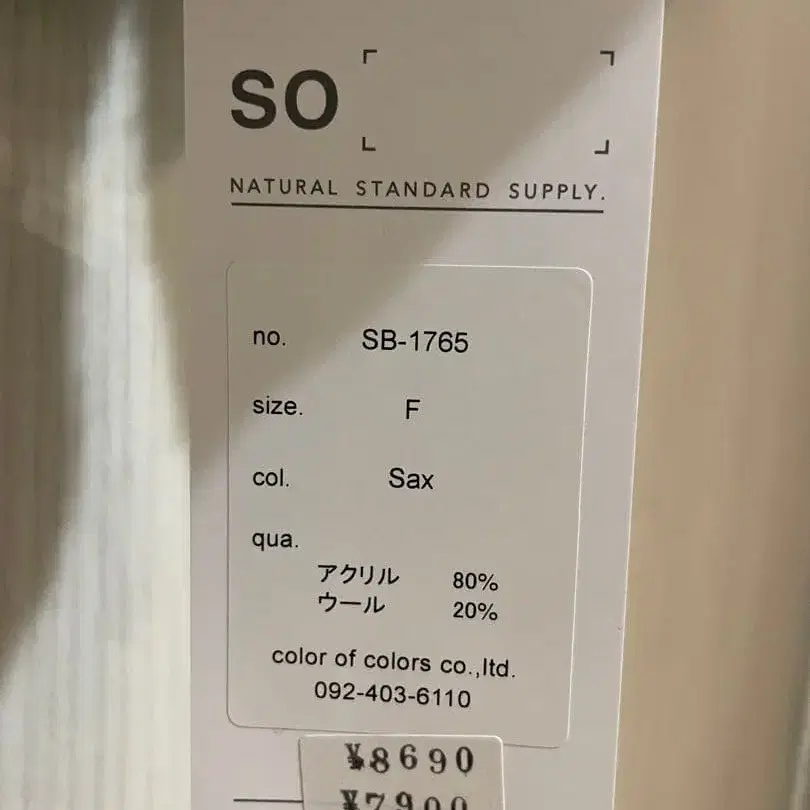 SO
NATURAL STANDARD SUPPLY.
no. SB-1765
size. F
col. Sax
qua.
アクリル 80%
ウール 20%
color of colors co.,ltd.
092-403-6110
¥8690
¥7900